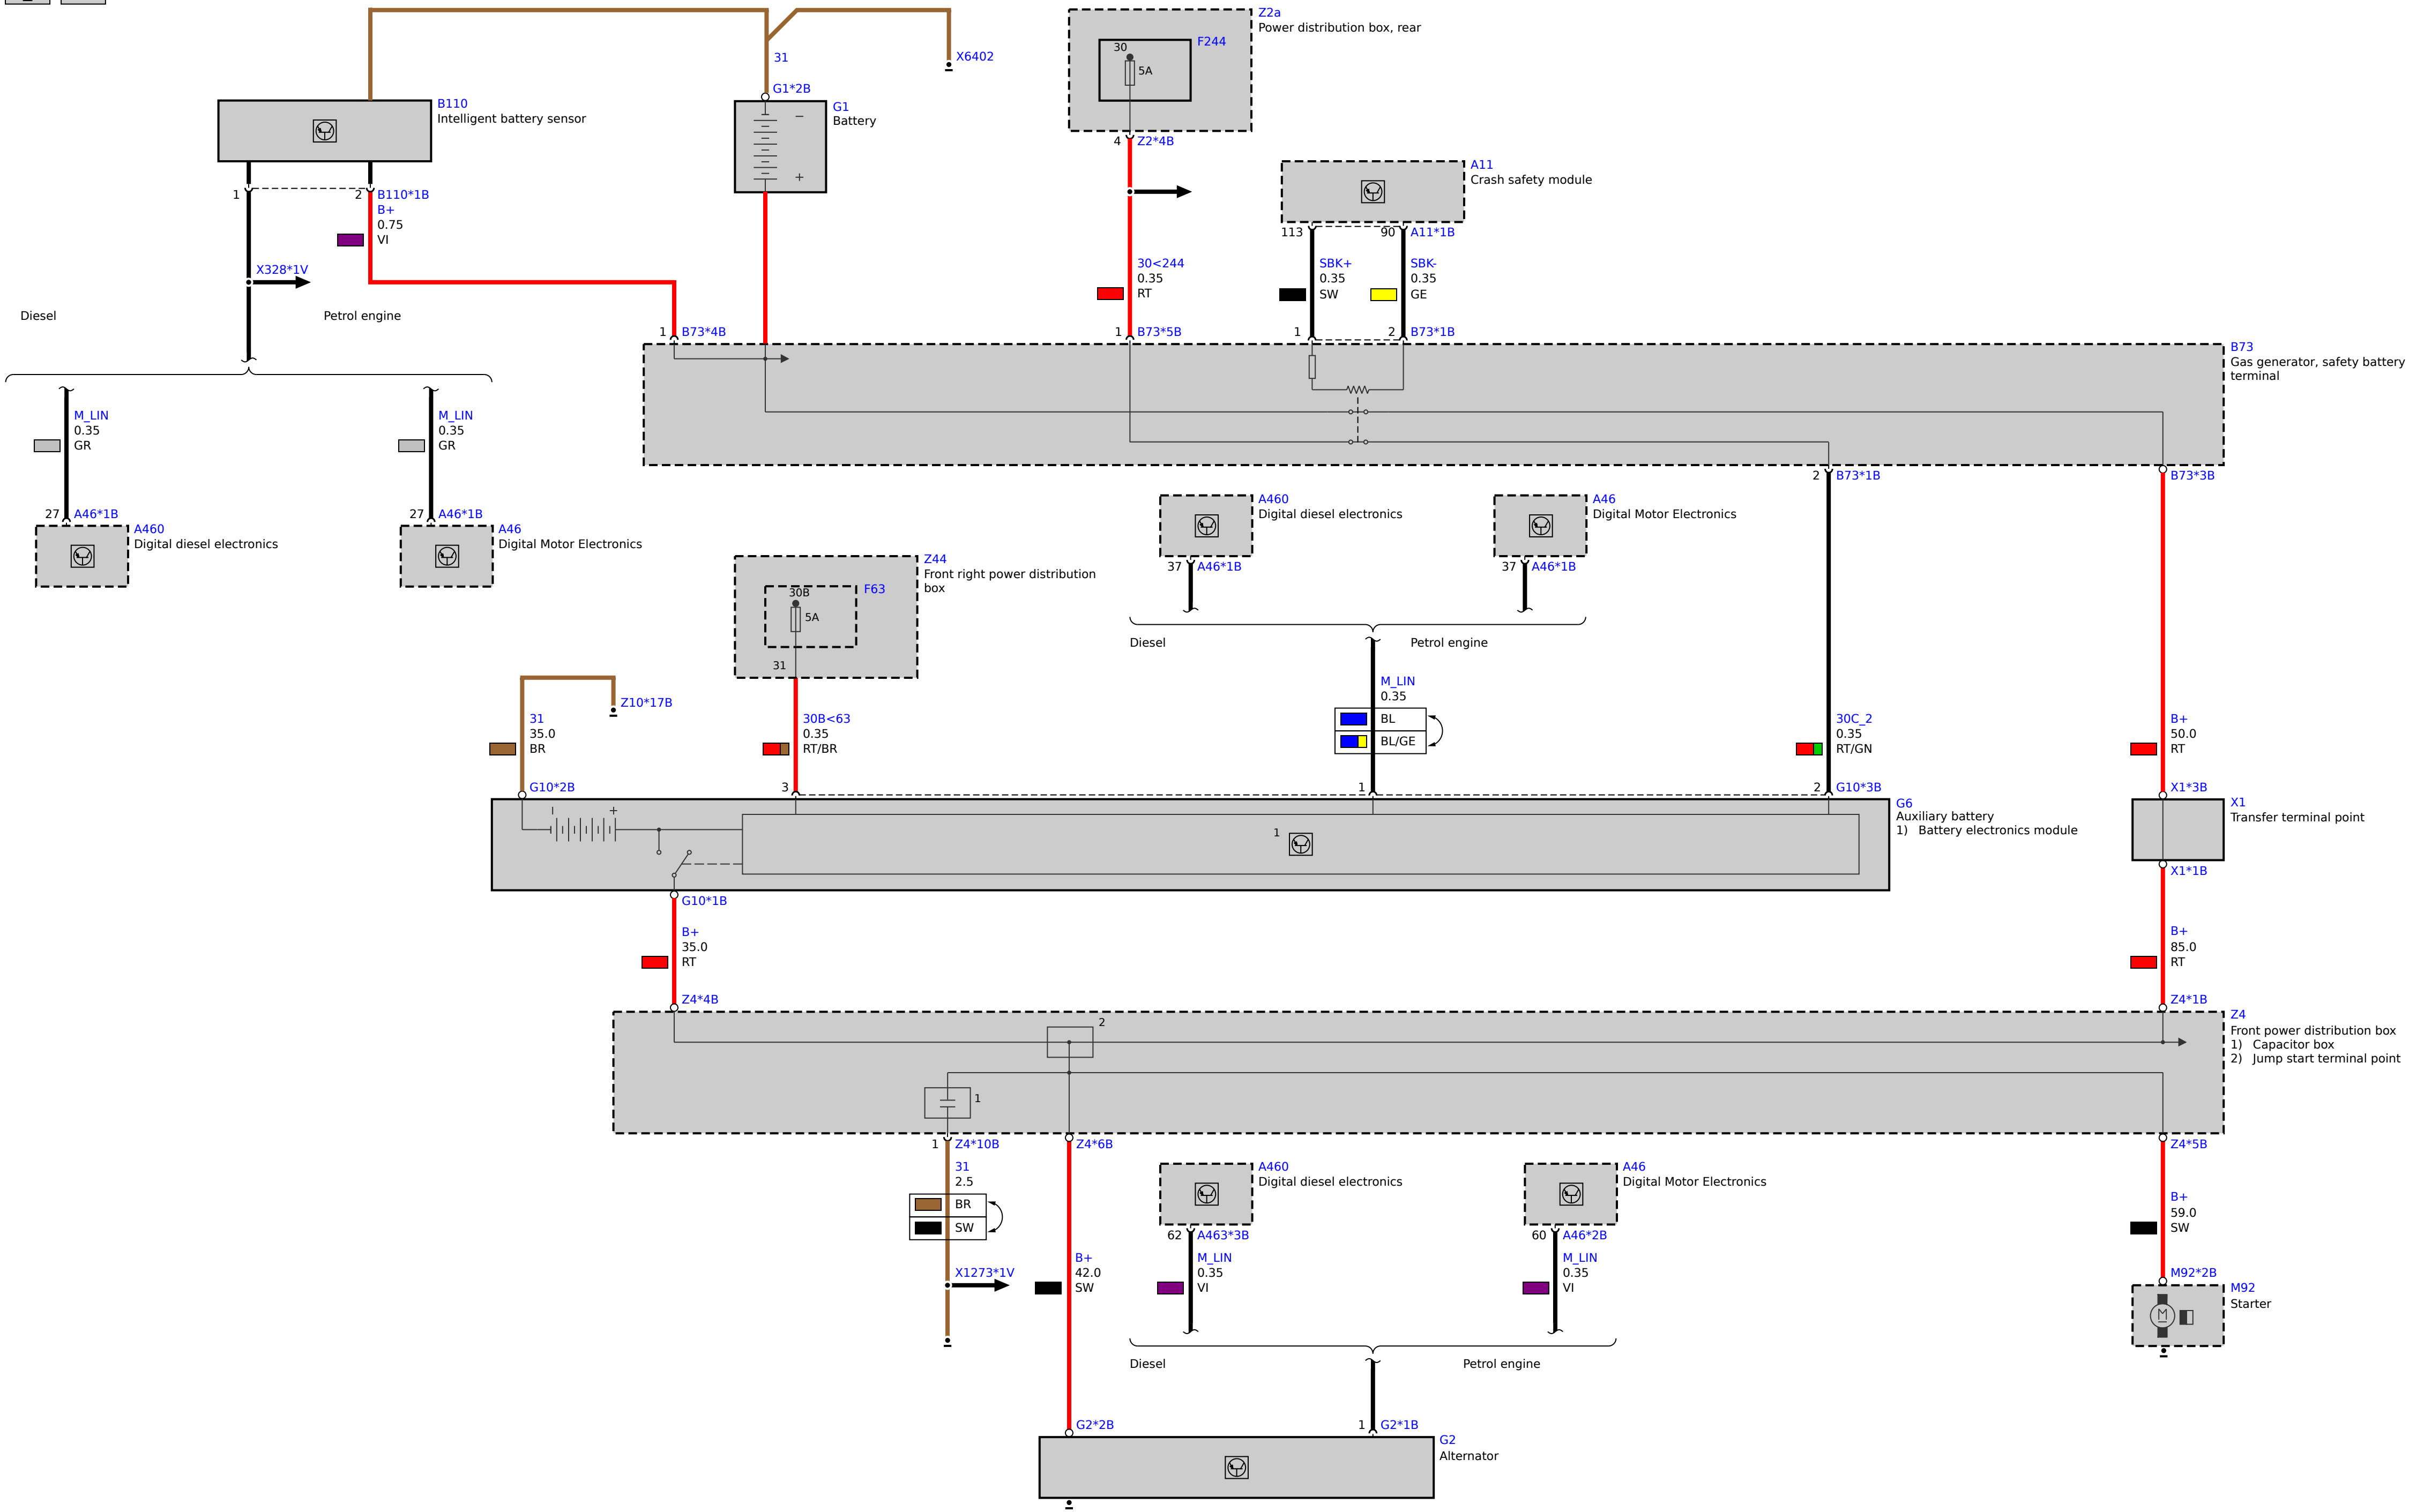 Z2a
Power distribution box, rear
30
F244
5A
31
X6402
G1*2B
G1
Battery
−
+
B110
Intelligent battery sensor
4
Z2*4B
A11
Crash safety module
1
2
B110*1B
B+
0.75
VI
113
90
A11*1B
X328*1V
30<244
0.35
RT
SBK+
0.35
SW
SBK-
0.35
GE
Diesel
Petrol engine
1
B73*4B
1
B73*5B
1
2
B73*1B
B73
Gas generator, safety battery
terminal
M_LIN
0.35
GR
M_LIN
0.35
GR
2
B73*1B
B73*3B
27
A46*1B
27
A46*1B
A460
Digital diesel electronics
A46
Digital Motor Electronics
A460
Digital diesel electronics
A46
Digital Motor Electronics
37
A46*1B
37
A46*1B
Z44
Front right power distribution
box
30B
F63
5A
31
Diesel
Petrol engine
Z10*17B
31
35.0
BR
30B<63
0.35
RT/BR
M_LIN
0.35
BL
BL/GE
30C_2
0.35
RT/GN
B+
50.0
RT
G10*2B
3
1
2
G10*3B
X1*3B
G6
Auxiliary battery
1) Battery electronics module
X1
Transfer terminal point
+
1
G10*1B
X1*1B
B+
35.0
RT
B+
85.0
RT
Z4*4B
Z4*1B
Z4
Front power distribution box
1) Capacitor box
2) Jump start terminal point
2
1
1
Z4*10B
Z4*6B
Z4*5B
31
2.5
BR
SW
A460
Digital diesel electronics
A46
Digital Motor Electronics
62
A463*3B
60
A46*2B
X1273*1V
B+
42.0
SW
M_LIN
0.35
VI
M_LIN
0.35
VI
B+
59.0
SW
M92*2B
M92
Starter
M
Diesel
Petrol engine
G2*2B
1
G2*1B
G2
Alternator